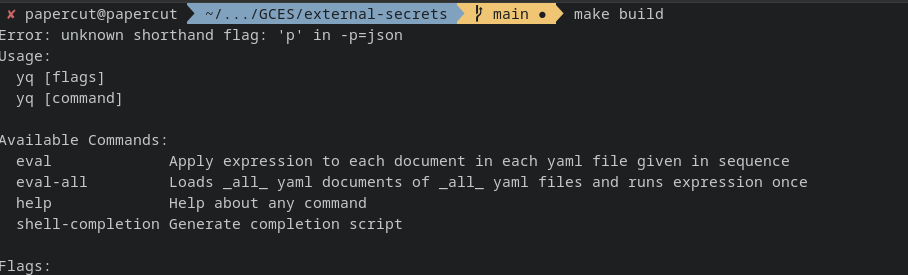 ✘ papercut@papercut ~/.../GCES/external-secrets main ● make build
Error: unknown shorthand flag: 'p' in -p=json
Usage:
  yq [flags]
  yq [command]

Available Commands:
  eval             Apply expression to each document in each yaml file given in sequence
  eval-all         Loads _all_ yaml documents of _all_ yaml files and runs expression once
  help             Help about any command
  shell-completion Generate completion script

Flags: